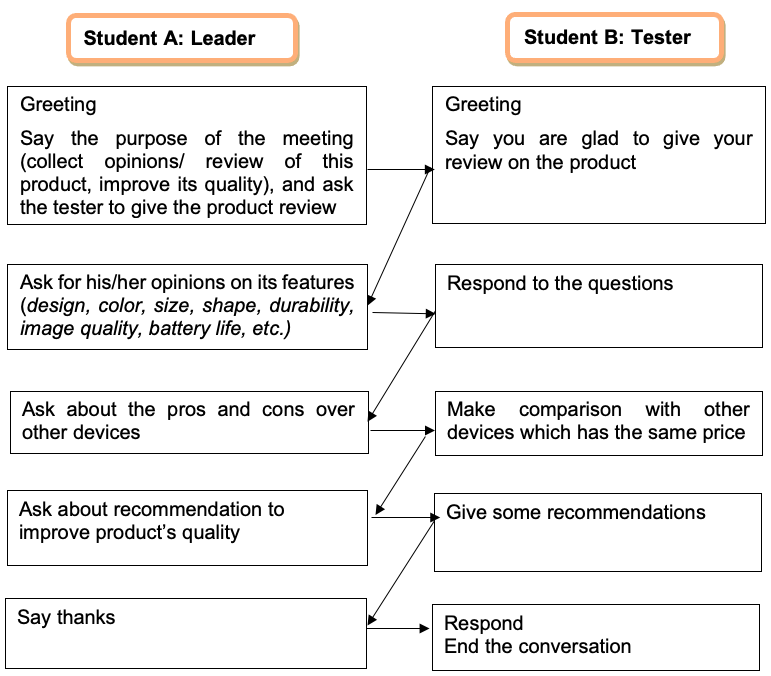 Student A: Leader
Student B: Tester
Greeting
Say the purpose of the meeting
(collect opinions/ review of this
product, improve its quality), and ask
the tester to give the product review
Greeting
Say you are glad to give your
review on the product
Ask for his/her opinions on its features
(design, color, size, shape, durability,
image quality, battery life, etc.)
Respond to the questions
Ask about the pros and cons over
other devices
Make comparison with other
devices which has the same price
Ask about recommendation to
improve product’s quality
Give some recommendations
Say thanks
Respond
End the conversation